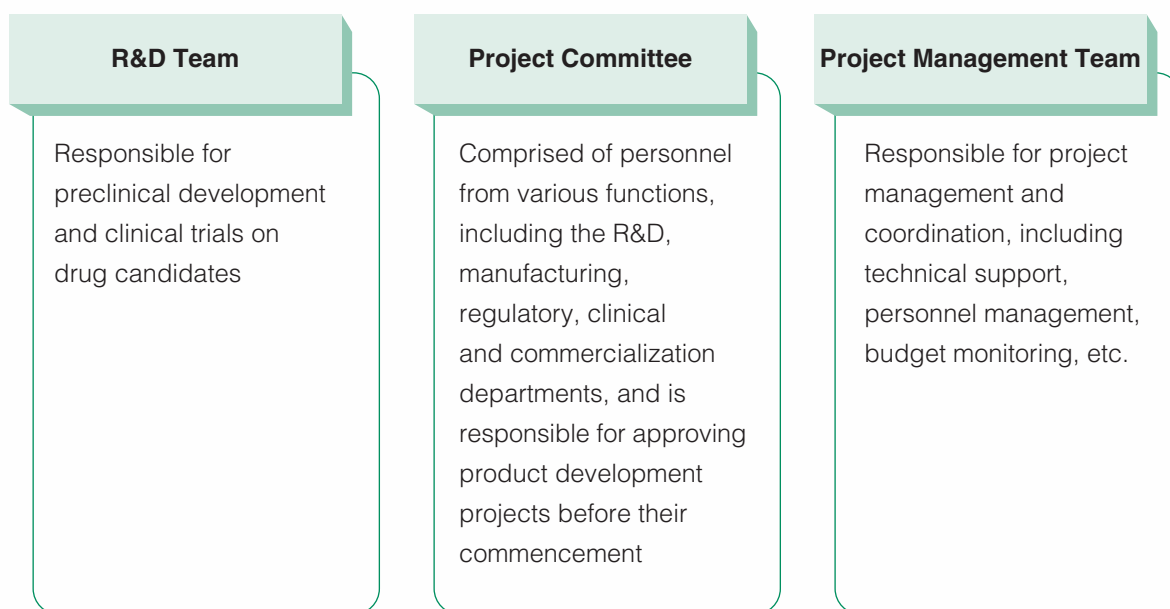 R&D Team
Responsible for
preclinical development
and clinical trials on
drug candidates
Project Committee
Comprised of personnel
from various functions,
including the R&D,
manufacturing,
regulatory, clinical
and commercialization
departments, and is
responsible for approving
product development
projects before their
commencement
Project Management Team
Responsible for project
management and
coordination, including
technical support,
personnel management,
budget monitoring, etc.